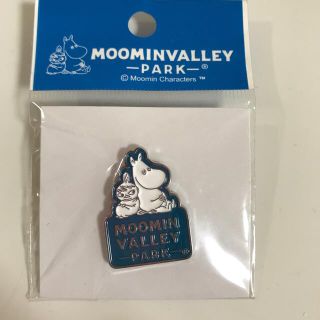 MOOMINVALLEY
—PARK—®
© Moomin Characters ™
MOOMIN
VALLEY
—PARK—